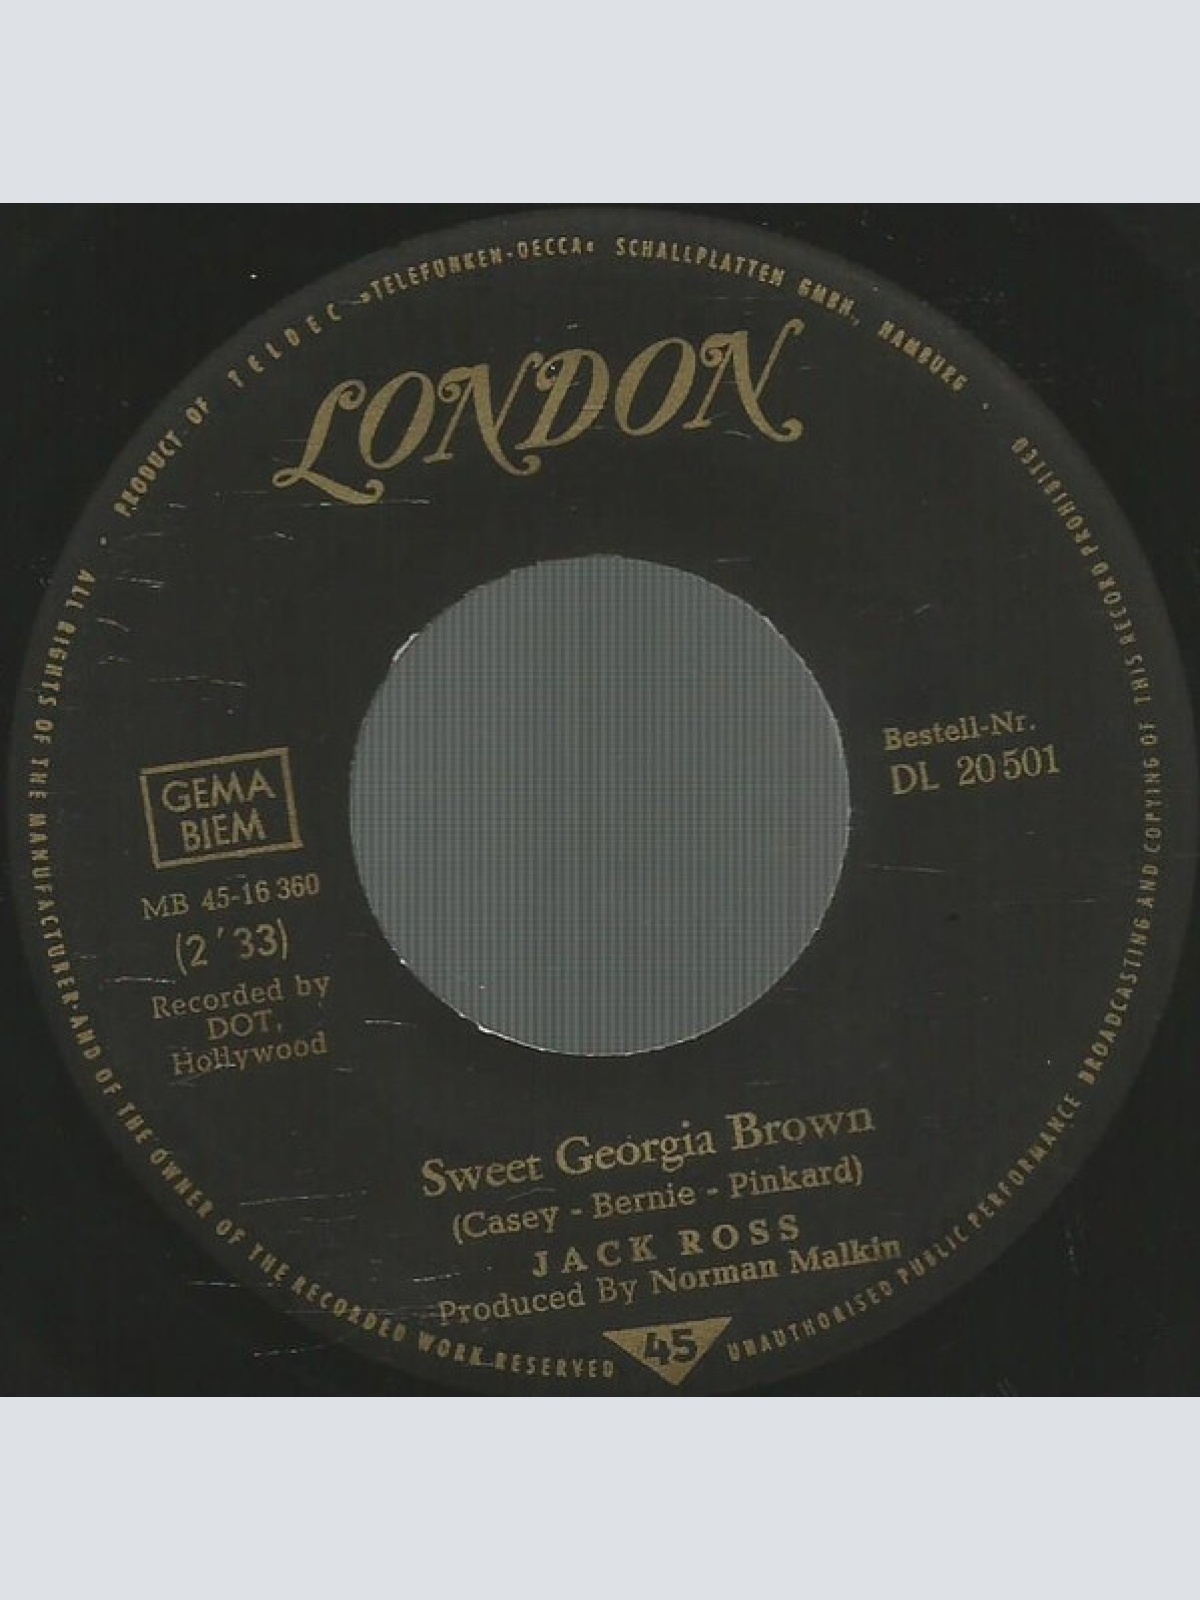 PRODUCT OF TELDEC »TELEFUNKEN-DECCA« SCHALLPLATTEN GMBH., HAMBURG
LONDON
Bestell-Nr.
DL 20 501
GEMA
BIEM
MB 45-16 360
(2´33)
Recorded by
DOT,
Hollywood
Sweet Georgia Brown
(Casey - Bernie - Pinkard)
JACK ROSS
Produced By Norman Malkin
45
ALL RIGHTS OF THE MANUFACTURER AND OF THE OWNER OF THE RECORDED WORK RESERVED
UNAUTHORISED PUBLIC PERFORMANCE BROADCASTING AND COPYING OF THIS RECORD PROHIBITED